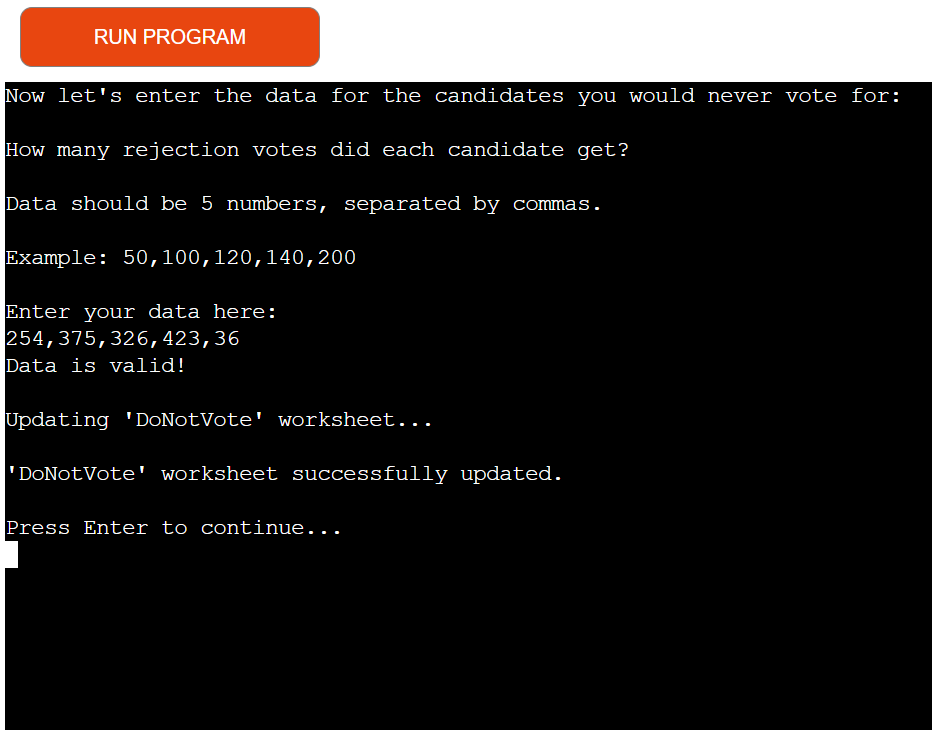 RUN PROGRAM
Now let's enter the data for the candidates you would never vote for:
How many rejection votes did each candidate get?
Data should be 5 numbers, separated by commas.
Example: 50,100,120,140,200
Enter your data here:
254,375,326,423,36
Data is valid!
Updating 'DoNotVote' worksheet...
'DoNotVote' worksheet successfully updated.
Press Enter to continue...